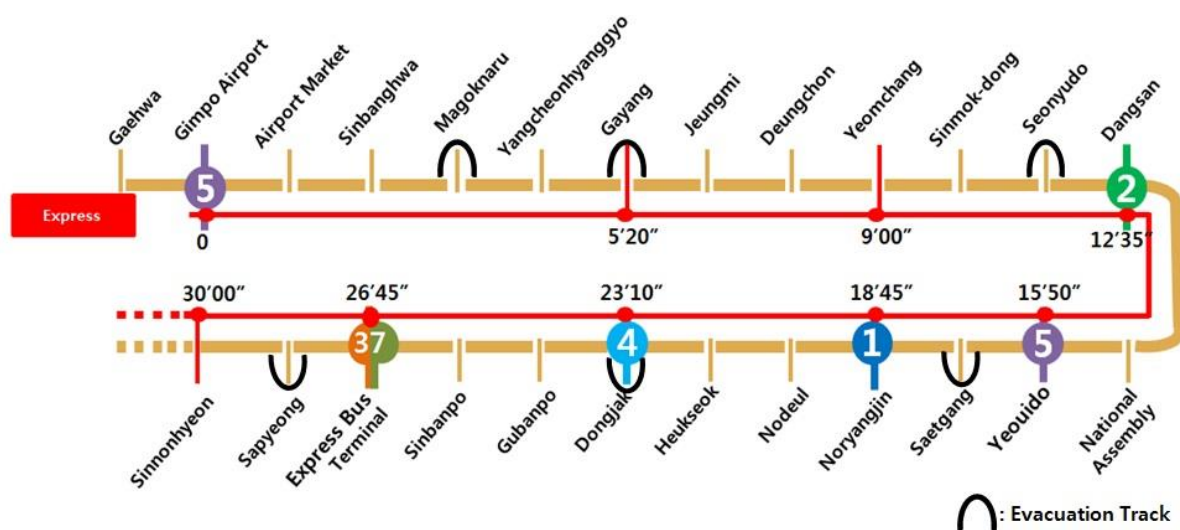 Gaehwa
Gimpo Airport
Airport Market
Sinbanghwa
Magoknaru
Yangcheonhyanggyo
Gayang
Jeungmi
Deungchon
Yeomchang
Sinmok-dong
Seonyudo
Dangsan
5
2
Express
0
5'20"
9'00"
12'35"
30'00"
26'45"
23'10"
18'45"
15'50"
37
4
1
5
Sinnonhyeon
Sapyeong
Express Bus
Terminal
Sinbanpo
Gubanpo
Dongjak
Heukseok
Nodeul
Noryangjin
Saetgang
Yeouido
National
Assembly
: Evacuation Track